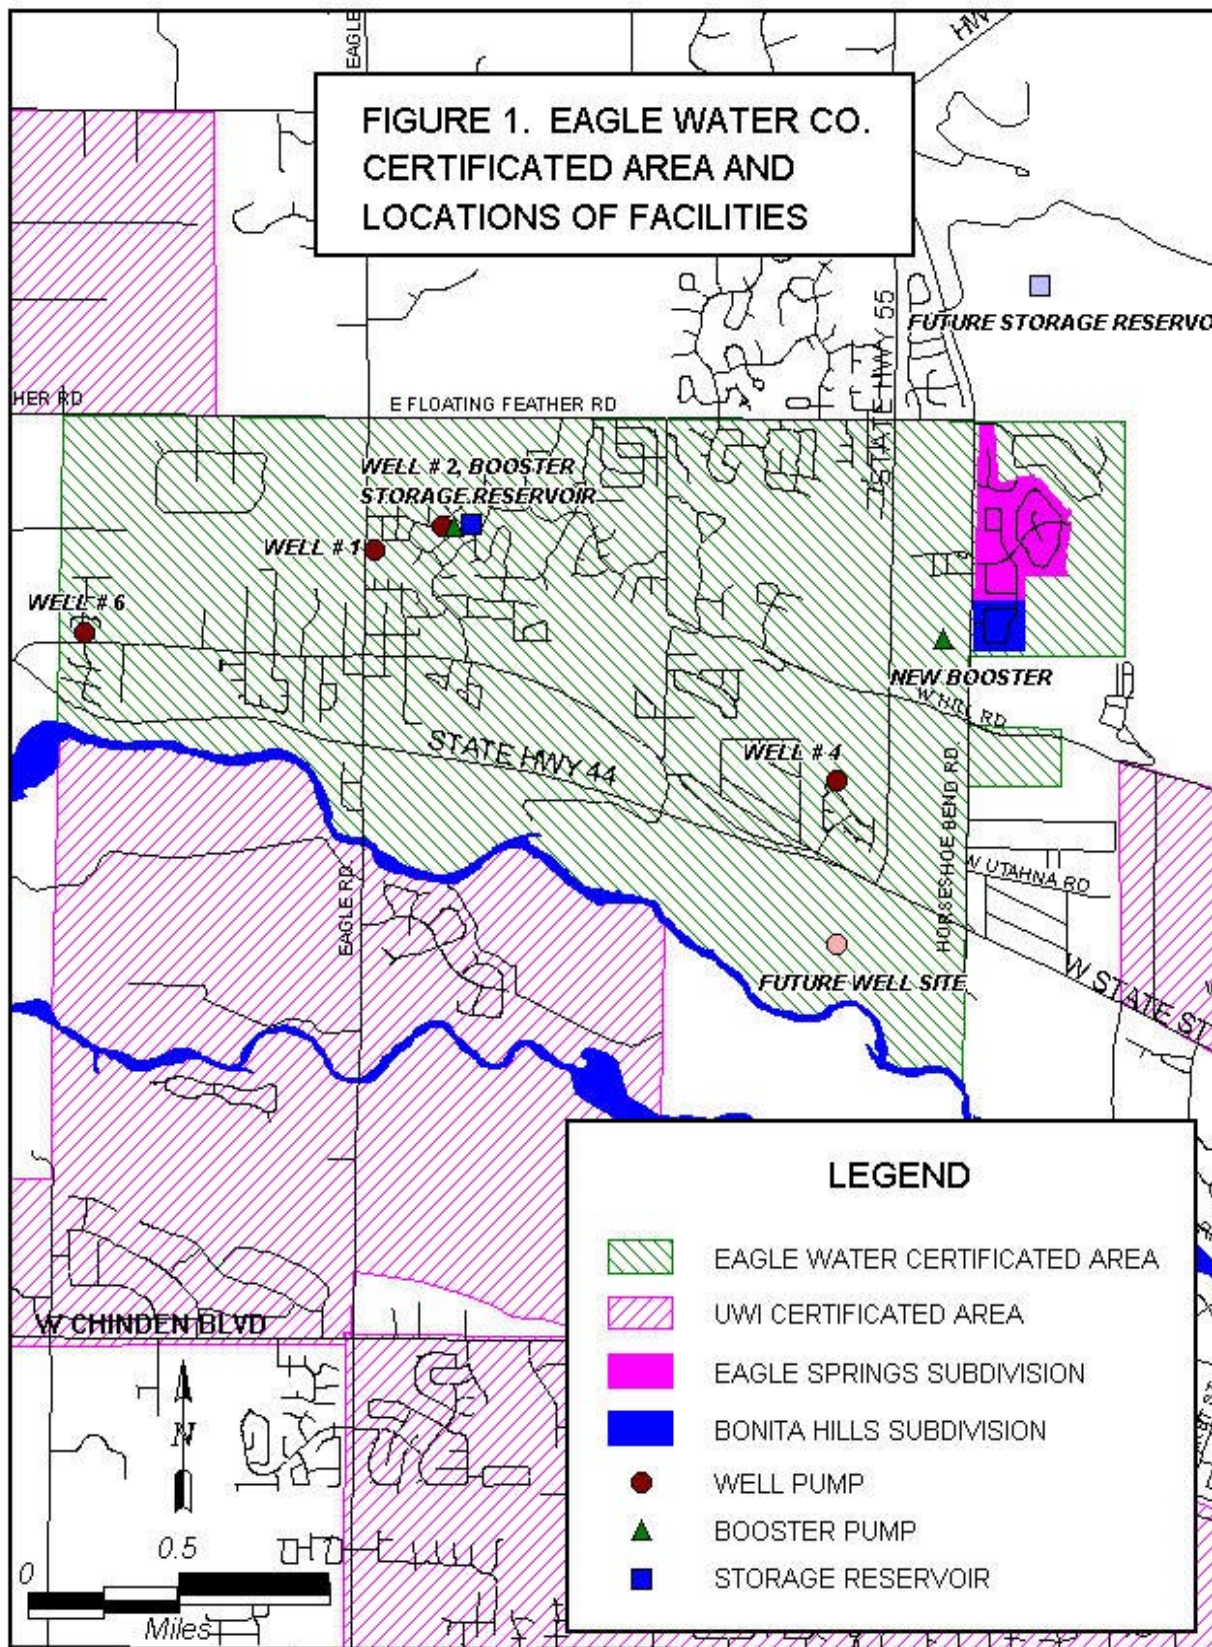 EAGLE
HW
FIGURE 1. EAGLE WATER CO.
CERTIFICATED AREA AND
LOCATIONS OF FACILITIES
STATE HWY 55
FUTURE STORAGE RESERVO
HER RD
E FLOATING FEATHER RD
WELL # 2, BOOSTER
STORAGE RESERVOIR
WELL # 1
WELL # 6
NEW BOOSTER
W HILL RD
STATE HWY 44
WELL # 4
HORSESHOE BEND RD.
W UTAHNA RD
EAGLE RD.
FUTURE WELL SITE
W STATE ST
LEGEND
EAGLE WATER CERTIFICATED AREA
UWI CERTIFICATED AREA
EAGLE SPRINGS SUBDIVISION
BONITA HILLS SUBDIVISION
WELL PUMP
BOOSTER PUMP
STORAGE RESERVOIR
W CHINDEN BLVD
N
0
0.5
Miles